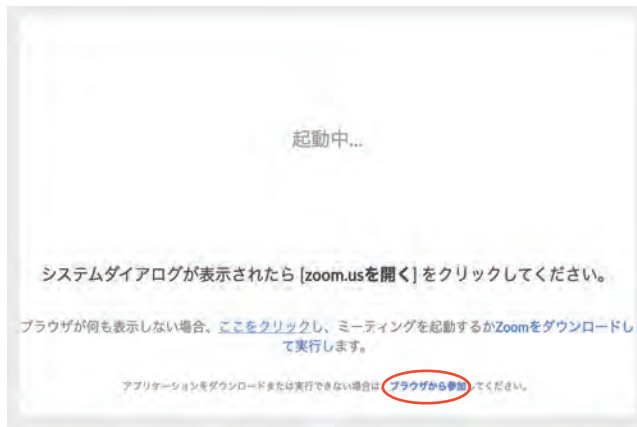 起動中...
システムダイアログが表示されたら [zoom.usを開く] をクリックしてください。
ブラウザが何も表示しない場合、ここをクリックし、ミーティングを起動するかZoomをダウンロードし
て実行します。
アプリケーションをダウンロードまたは実行できない場合は、ブラウザから参加してください。